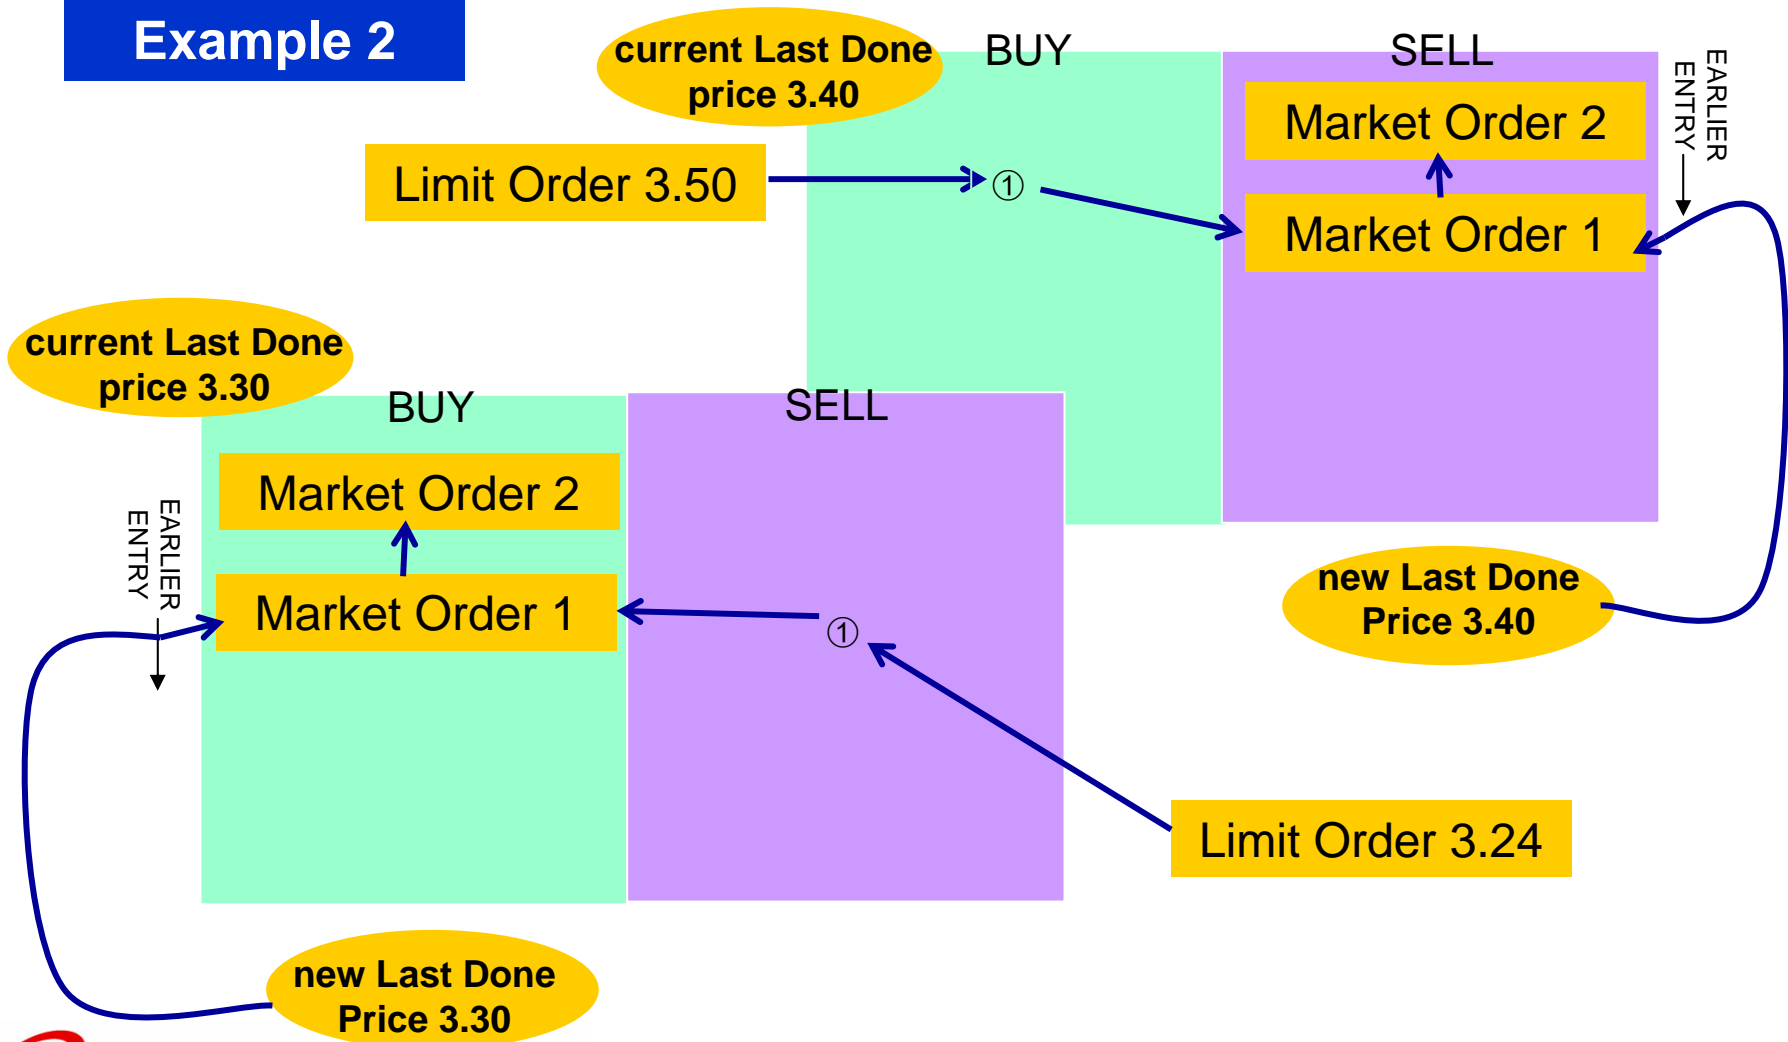 Example 2
current Last Done
price 3.40
BUY
SELL
Market Order 2
EARLIER
ENTRY
Limit Order 3.50
①
Market Order 1
current Last Done
price 3.30
BUY
SELL
Market Order 2
EARLIER
ENTRY
Market Order 1
①
new Last Done
Price 3.40
Limit Order 3.24
new Last Done
Price 3.30